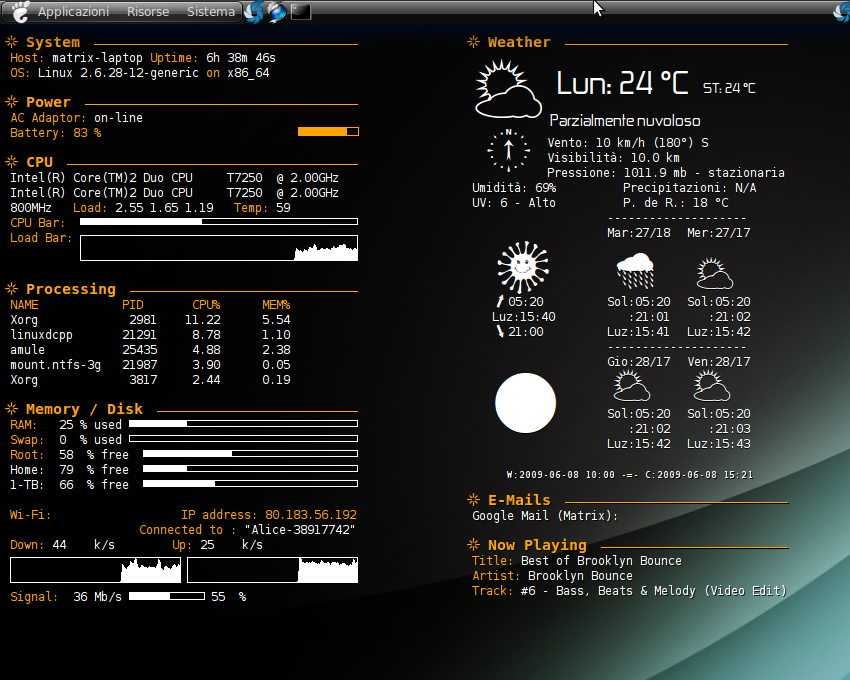 Applicazioni Risorse Sistema
System
Host: matrix-laptop Uptime: 6h 38m 46s
OS: Linux 2.6.28-12-generic on x86_64
Power
AC Adaptor: on-line
Battery: 83 %
CPU
Intel(R) Core(TM)2 Duo CPU T7250 @ 2.00GHz
Intel(R) Core(TM)2 Duo CPU T7250 @ 2.00GHz
800MHz Load: 2.55 1.65 1.19 Temp: 59
CPU Bar:
Load Bar:
Processing
NAME PID CPU% MEM%
Xorg 2981 11.22 5.54
linuxdcpp 21291 8.78 1.10
amule 25435 4.88 2.38
mount.ntfs-3g 21987 3.90 0.05
Xorg 3817 2.44 0.19
Memory / Disk
RAM: 25 % used
Swap: 0 % used
Root: 58 % free
Home: 79 % free
1-TB: 66 % free
Wi-Fi: IP address: 80.183.56.192
Connected to : "Alice-38917742"
Down: 44 k/s Up: 25 k/s
Signal: 36 Mb/s 55 %
Weather
Lun: 24 °C ST: 24 °C
Parzialmente nuvoloso
N
Vento: 10 km/h (180°) S
Visibilità: 10.0 km
Pressione: 1011.9 mb - stazionaria
Umidità: 69% Precipitazioni: N/A
UV: 6 - Alto P. de R.: 18 °C
--------------------
Mar:27/18 Mer:27/17
05:20 Sol:05:20 Sol:05:20
Luz:15:40 :21:01 :21:02
21:00 Luz:15:41 Luz:15:42
--------------------
Gio:28/17 Ven:28/17
Sol:05:20 Sol:05:20
:21:02 :21:03
Luz:15:42 Luz:15:43
W:2009-06-08 10:00 -=- C:2009-06-08 15:21
E-Mails
Google Mail (Matrix):
Now Playing
Title: Best of Brooklyn Bounce
Artist: Brooklyn Bounce
Track: #6 - Bass, Beats & Melody (Video Edit)